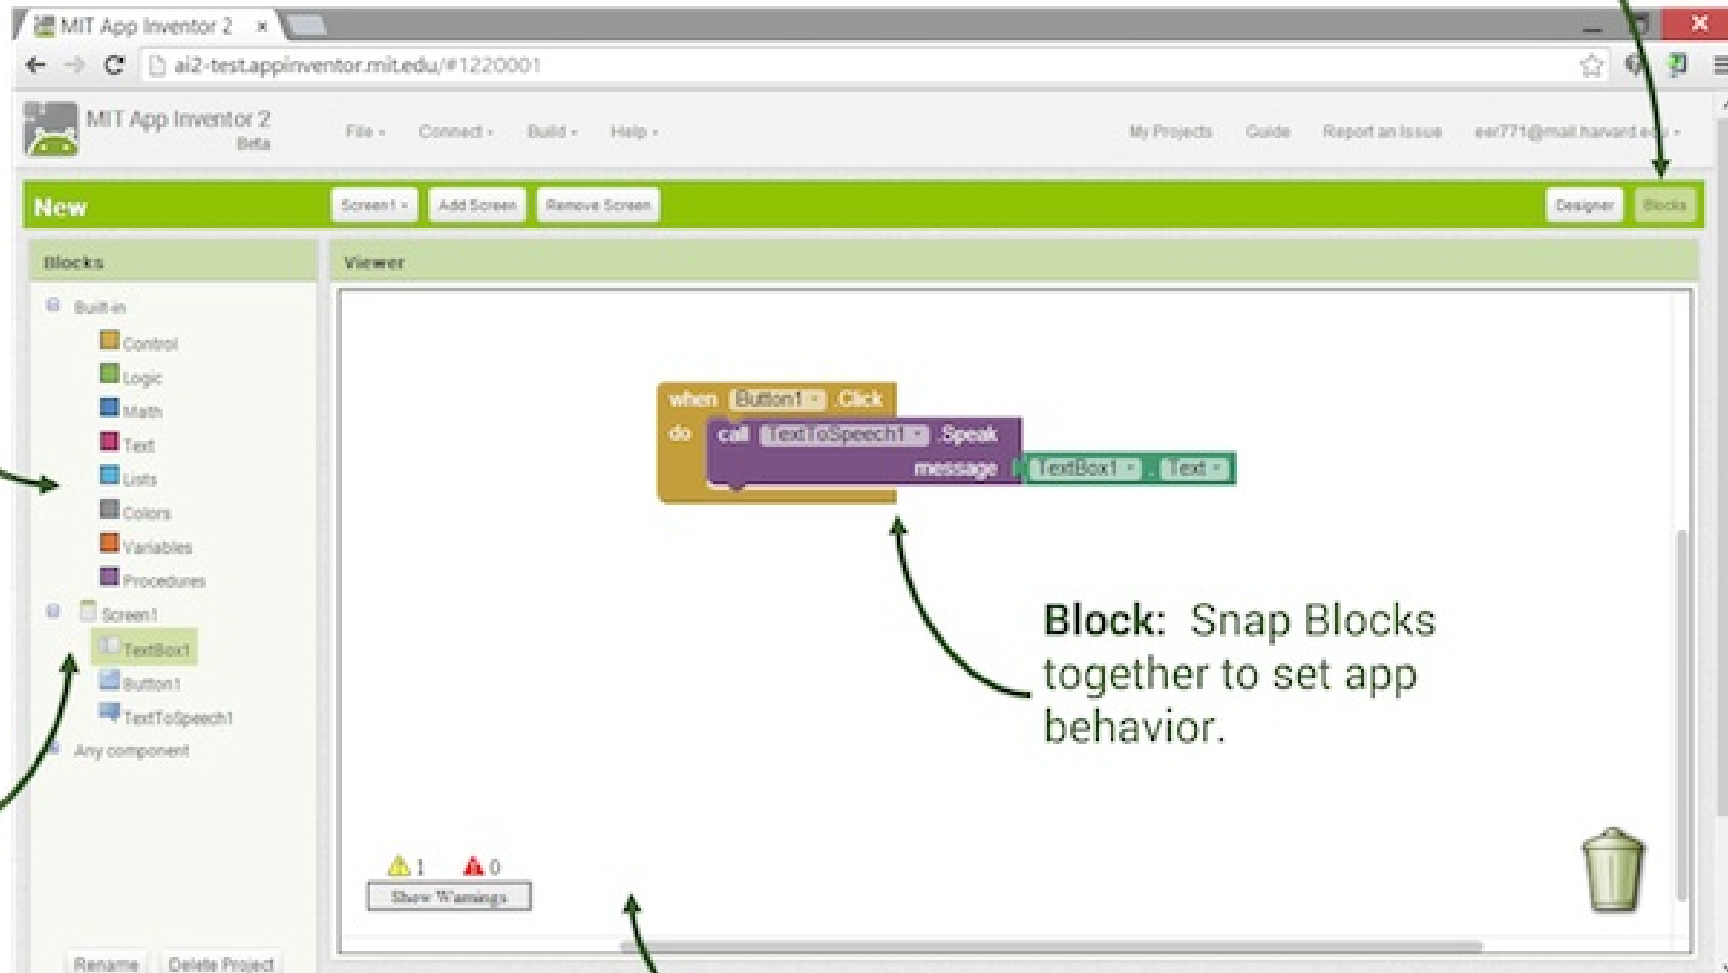 MIT App Inventor 2
ai2-test.appinventor.mit.edu/#1220001
MIT App Inventor 2
Beta
File Connect Build Help My Projects Guide Report an Issue eer771@mail.harvard.edu
New Screen1 Add Screen Remove Screen Designer Blocks
Blocks
Viewer
Built-in
Control
Logic
Math
Text
Lists
Colors
Variables
Procedures
Screen1
TextBox1
Button1
TextToSpeech1
Any component
when Button1 .Click
do call TextToSpeech1 .Speak
message TextBox1 . Text
Block: Snap Blocks
together to set app
behavior.
1 0
Show Warnings
Rename Delete Project